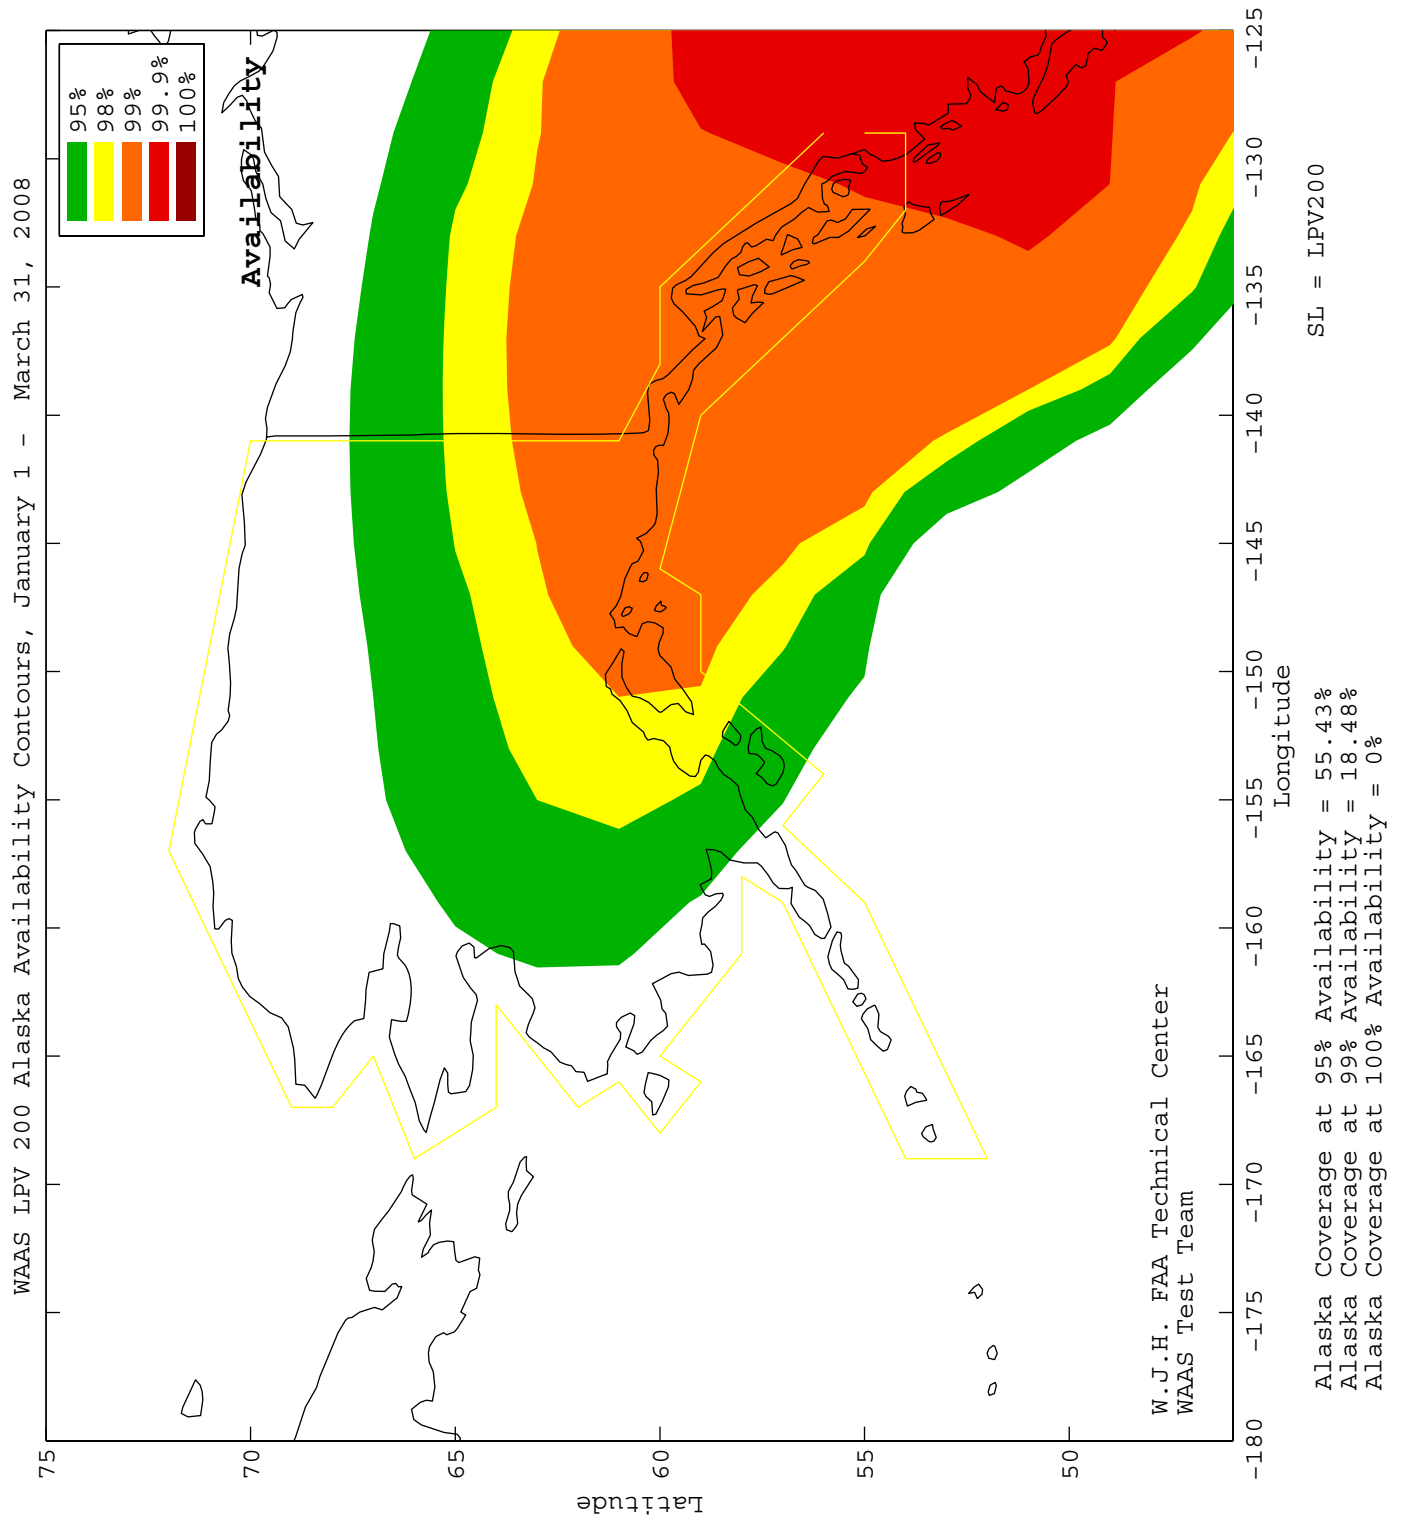 WAAS LPV 200 Alaska Availability Contours, January 1 - March 31, 2008
95%
98%
99%
99.9%
100%
Availability
75
70
65
60
55
50
Latitude
W.J.H. FAA Technical Center
WAAS Test Team
-180
-175
-170
-165
-160
-155
-150
-145
-140
-135
-130
-125
Longitude
SL = LPV200
Alaska Coverage at 95% Availability = 55.43%
Alaska Coverage at 99% Availability = 18.48%
Alaska Coverage at 100% Availability = 0%